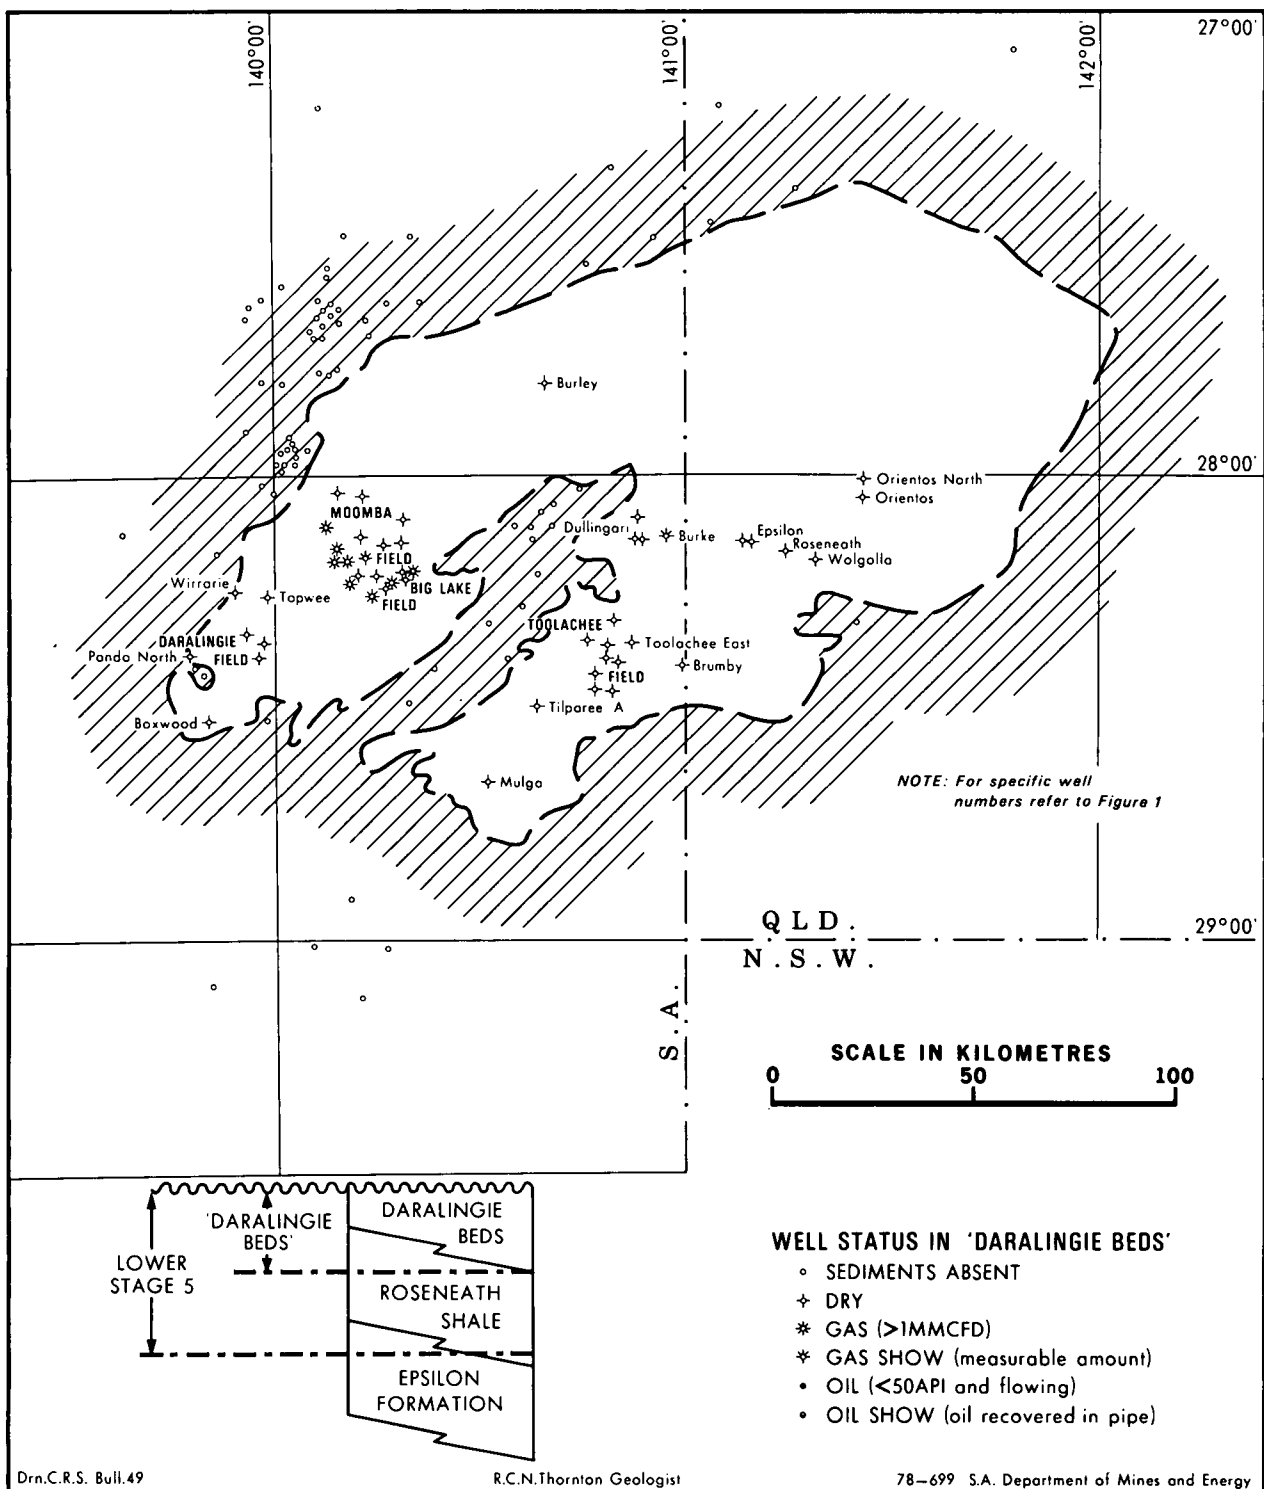 140°00'
141°00'
142°00'
27°00'
Burley
28°00'
Orientos North
Orientos
MOOMBA
Dullingari
Burke
Epsilon
Roseneath
Wolgolla
FIELD
Wirrarie
Topwee
BIG LAKE
FIELD
TOOLACHEE
DARALINGIE
Toolachee East
Panda North
FIELD
Brumby
FIELD
Boxwood
Tilparee A
Mulga
NOTE: For specific well
numbers refer to Figure 1
QLD.
29°00'
N.S.W.
S.A.
SCALE IN KILOMETRES
0 50 100
'DARALINGIE
BEDS'
DARALINGIE
BEDS
LOWER
STAGE 5
ROSENEATH
SHALE
EPSILON
FORMATION
WELL STATUS IN 'DARALINGIE BEDS'
SEDIMENTS ABSENT
DRY
GAS (>1MMCFD)
GAS SHOW (measurable amount)
OIL (<50API and flowing)
OIL SHOW (oil recovered in pipe)
Drn.C.R.S. Bull.49
R.C.N.Thornton Geologist
78–699 S.A. Department of Mines and Energy